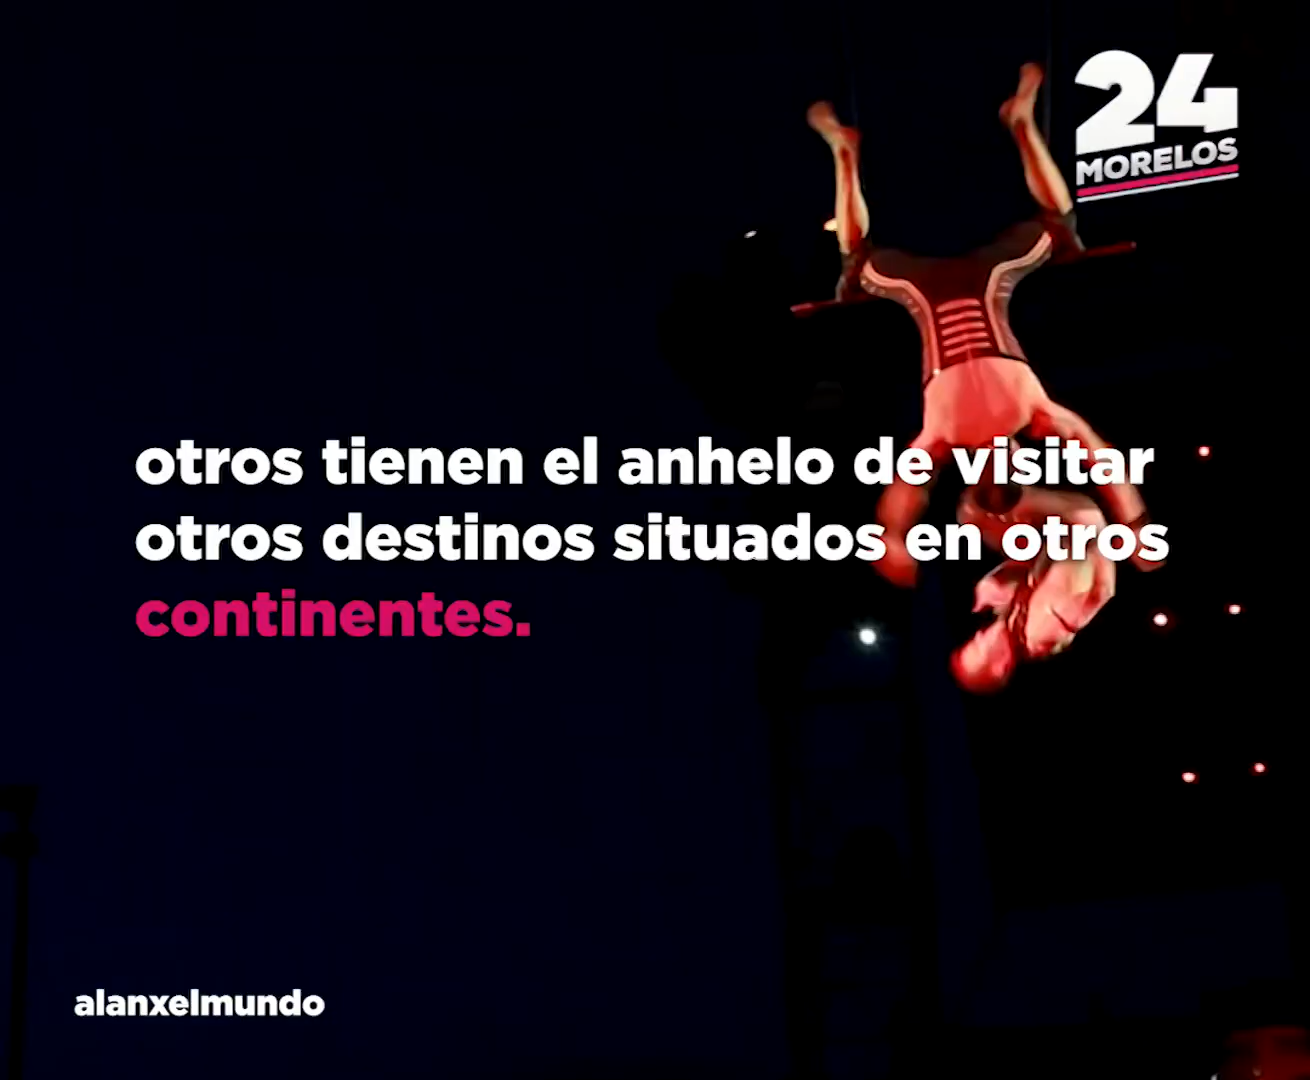 24
MORELOS
otros tienen el anhelo de visitar
otros destinos situados en otros
continentes.
alanxelmundo